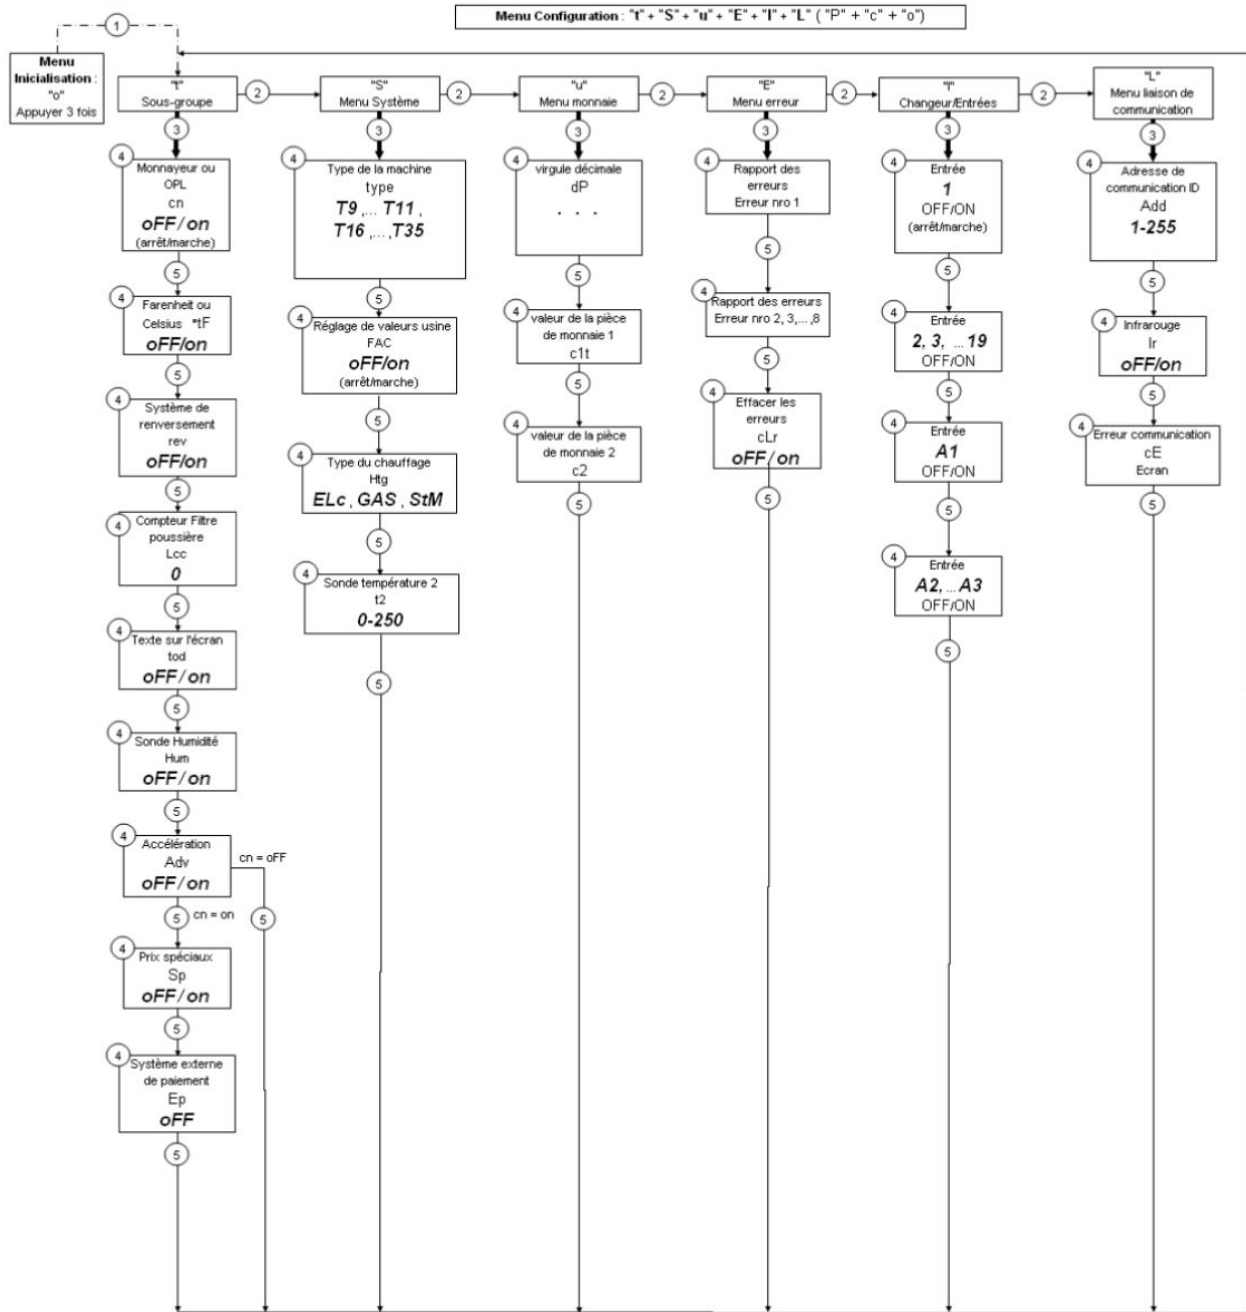 Menu Configuration : "t" + "S" + "u" + "E" + "I" + "L" ( "P" + "c" + "o")
1
Menu
Inicialisation :
"o"
Appuyer 3 fois
"t"
Sous-groupe
2
"S"
Menu Système
2
"u"
Menu monnaie
2
"E"
Menu erreur
2
"I"
Changeur/Entrées
2
"L"
Menu liaison de
communication
3
4
Monnayeur ou
OPL
cn
oFF/on
(arrêt/marche)
5
4
Farenheit ou
Celsius *tF
oFF/on
5
4
Système de
renversement
rev
oFF/on
5
4
Compteur Filtre
poussière
Lcc
0
5
4
Texte sur l'écran
tod
oFF/on
5
4
Sonde Humidité
Hum
oFF/on
5
4
Accélération
Adv
oFF/on
cn = oFF
5
cn = on
5
4
Prix spéciaux
Sp
oFF/on
5
4
Système externe
de paiement
Ep
oFF
5
3
4
Type de la machine
type
T9 ,... T11 ,
T16 ,...,T35
5
4
Réglage de valeurs usine
FAC
oFF/on
(arrêt/marche)
5
4
Type du chauffage
Htg
ELc , GAS , StM
5
4
Sonde température 2
t2
0-250
5
3
4
virgule décimale
dP
. . .
5
4
valeur de la pièce
de monnaie 1
c1t
5
4
valeur de la pièce
de monnaie 2
c2
5
3
4
Rapport des
erreurs
Erreur nro 1
5
4
Rapport des erreurs
Erreur nro 2, 3,...,8
5
4
Effacer les
erreurs
cLr
oFF/on
5
3
4
Entrée
1
OFF/ON
(arrêt/marche)
5
4
Entrée
2, 3, ...19
OFF/ON
5
4
Entrée
A1
OFF/ON
5
4
Entrée
A2, ...A3
OFF/ON
5
3
4
Adresse de
communication ID
Add
1-255
5
4
Infrarouge
Ir
oFF/on
5
4
Erreur communication
cE
Ecran
5